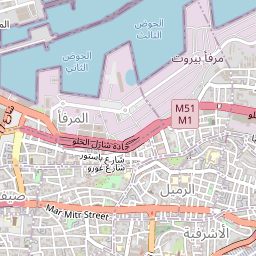 الحوض
الثالث
الحوض
الثاني
مرفأ بيروت
المرفأ
M51
M1
جادة شارل الحلو
شارع باستور
شارع غورو
الرميل
Mar Mitr Street
الأشرفية